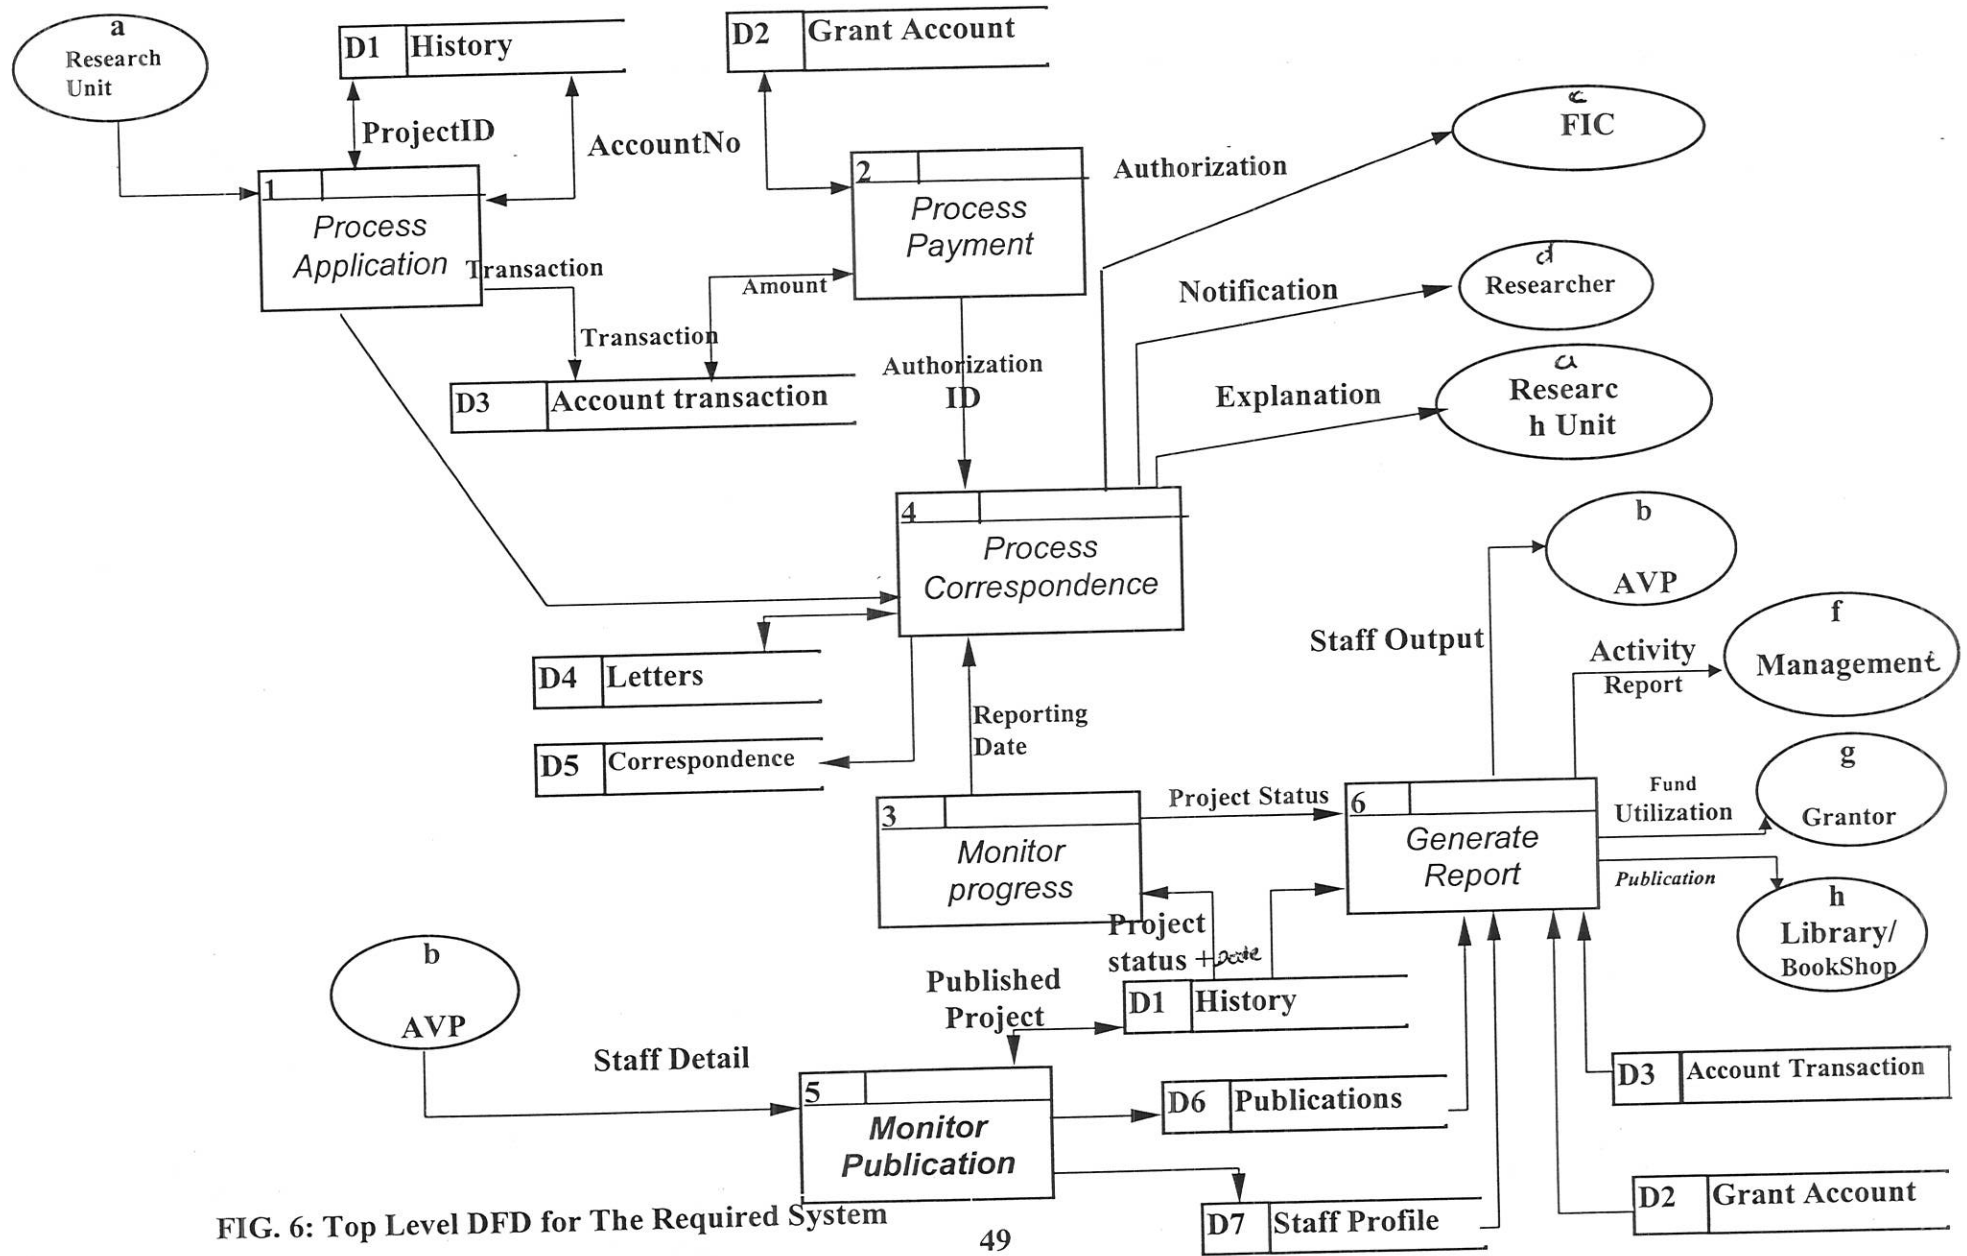 a
Research
Unit
D1 History
D2 Grant Account
ProjectID
AccountNo
1
Process
Application
2
Process
Payment
Authorization
c
FIC
Transaction
Transaction
Amount
Notification
d
Researcher
D3 Account transaction
Authorization
ID
Explanation
a
Researc
h Unit
4
Process
Correspondence
b
AVP
Staff Output
Activity
Report
f
Management
D4 Letters
D5 Correspondence
Reporting
Date
3
Monitor
progress
Project Status
6
Generate
Report
Fund
Utilization
g
Grantor
Publication
h
Library/
BookShop
Project
status + Date
Published
Project
D1 History
b
AVP
Staff Detail
5
Monitor
Publication
D6 Publications
D7 Staff Profile
D3 Account Transaction
D2 Grant Account
FIG. 6: Top Level DFD for The Required System
49